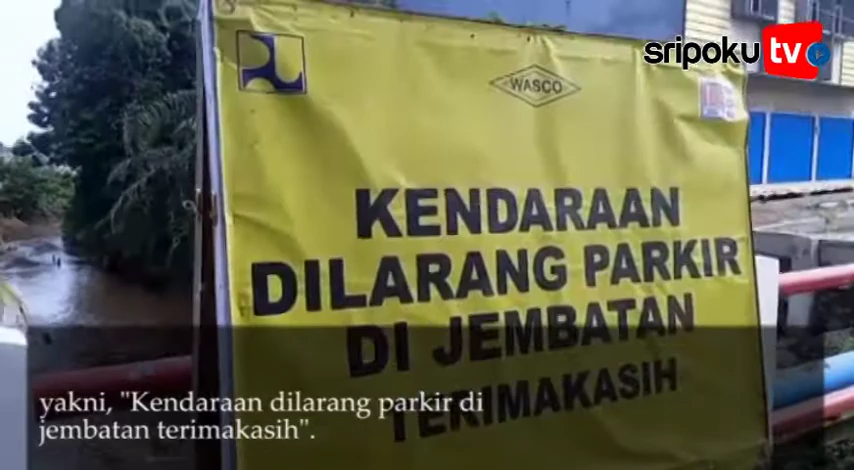 sripoku tv
WASCO
KENDARAAN
DILARANG PARKIR
DI JEMBATAN
TERIMAKASIH
yakni, "Kendaraan dilarang parkir di
jembatan terimakasih".